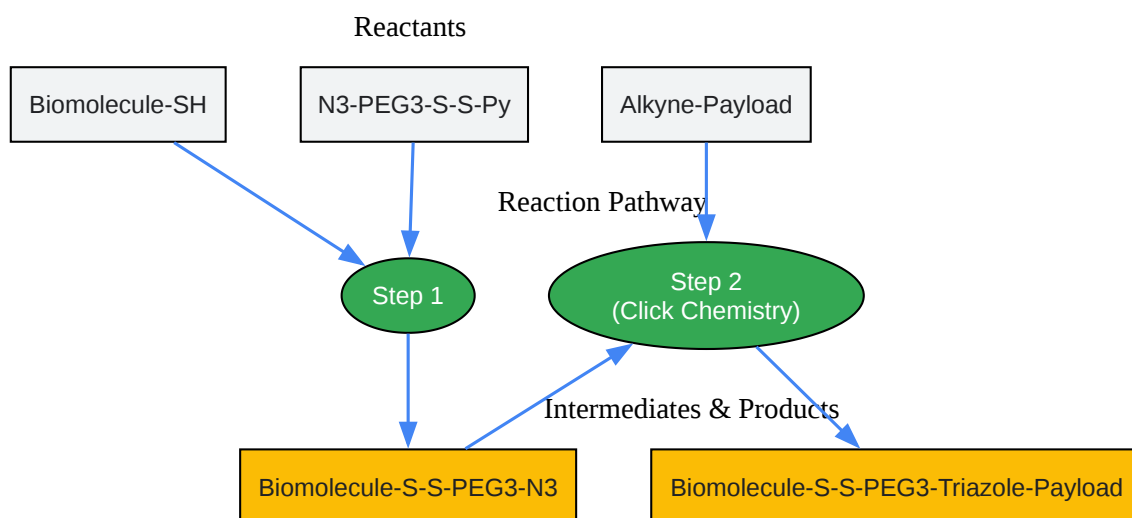 Reactants
Biomolecule-SH
N3-PEG3-S-S-Py
Alkyne-Payload
Reaction Pathway
Step 1
Step 2
(Click Chemistry)
Intermediates & Products
Biomolecule-S-S-PEG3-N3
Biomolecule-S-S-PEG3-Triazole-Payload